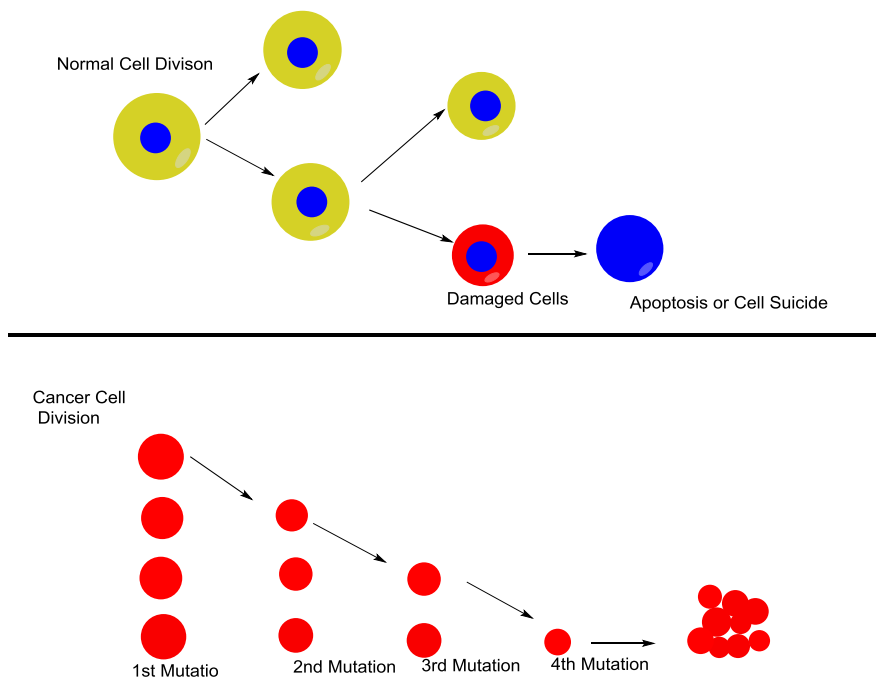 Normal Cell Divison
Damaged Cells
Apoptosis or Cell Suicide
Cancer Cell
Division
1st Mutatio
2nd Mutation
3rd Mutation
4th Mutation